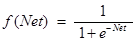 f (Net) = 1 / (1 + e^{-Net})